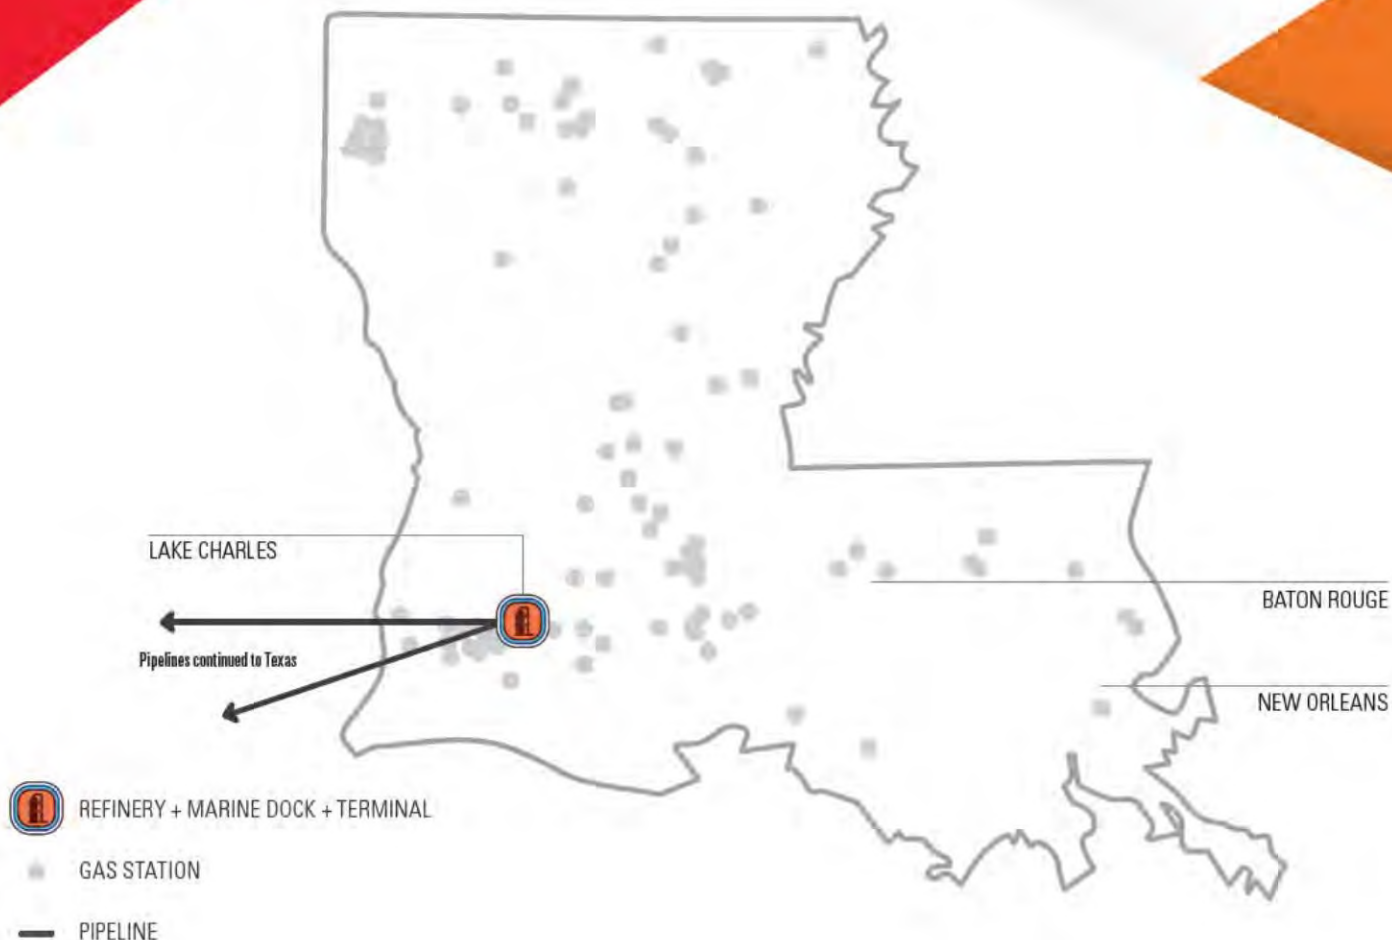 LAKE CHARLES
BATON ROUGE
Pipelines continued to Texas
NEW ORLEANS
REFINERY + MARINE DOCK + TERMINAL
GAS STATION
PIPELINE